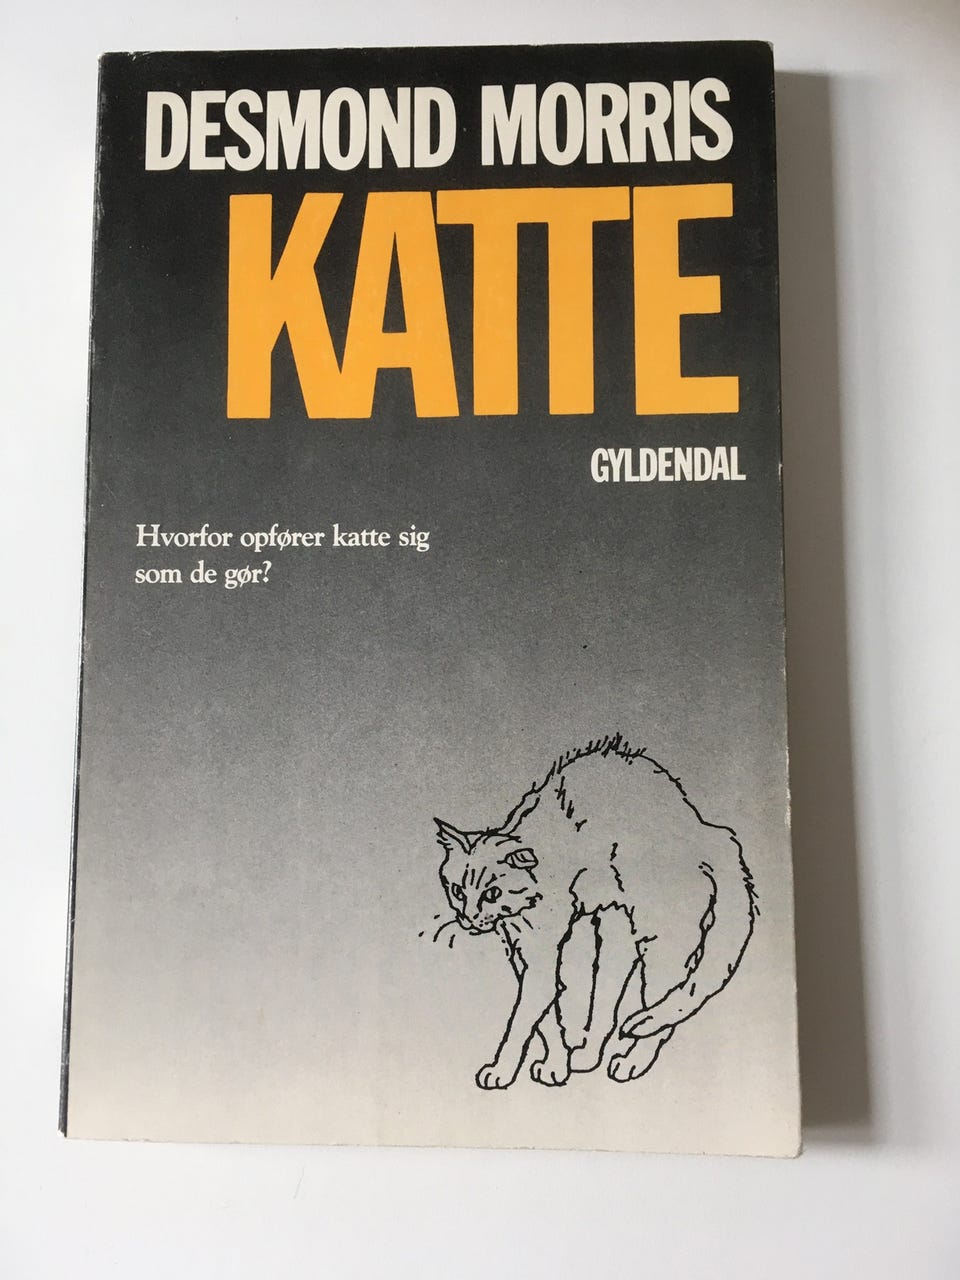 DESMOND MORRIS
KATTE
GYLDENDAL
Hvorfor opfører katte sig
som de gør?